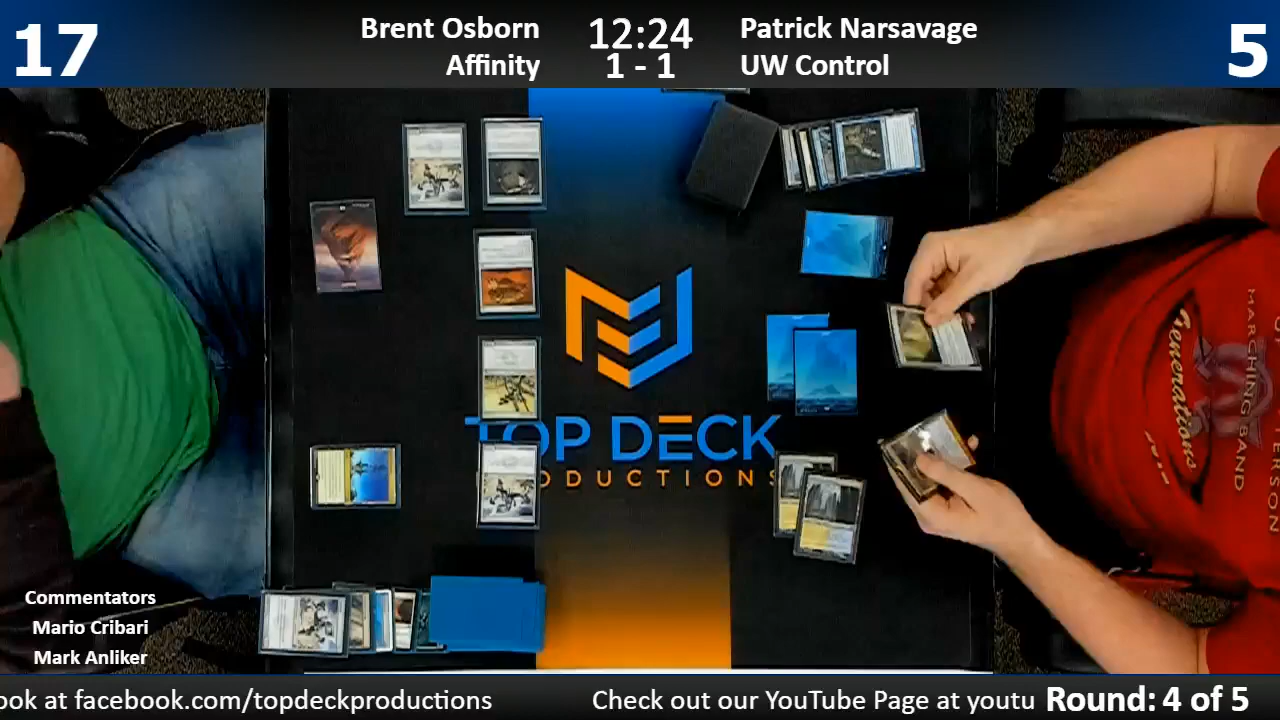 17
Brent Osborn
Affinity
12:24
1 - 1
Patrick Narsavage
UW Control
5
TOP DECK
ODUCTIONS
Generations
MARCHING BAND
Commentators
Mario Cribari
Mark Anliker
ook at facebook.com/topdeckproductions
Check out our YouTube Page at youtu
Round: 4 of 5